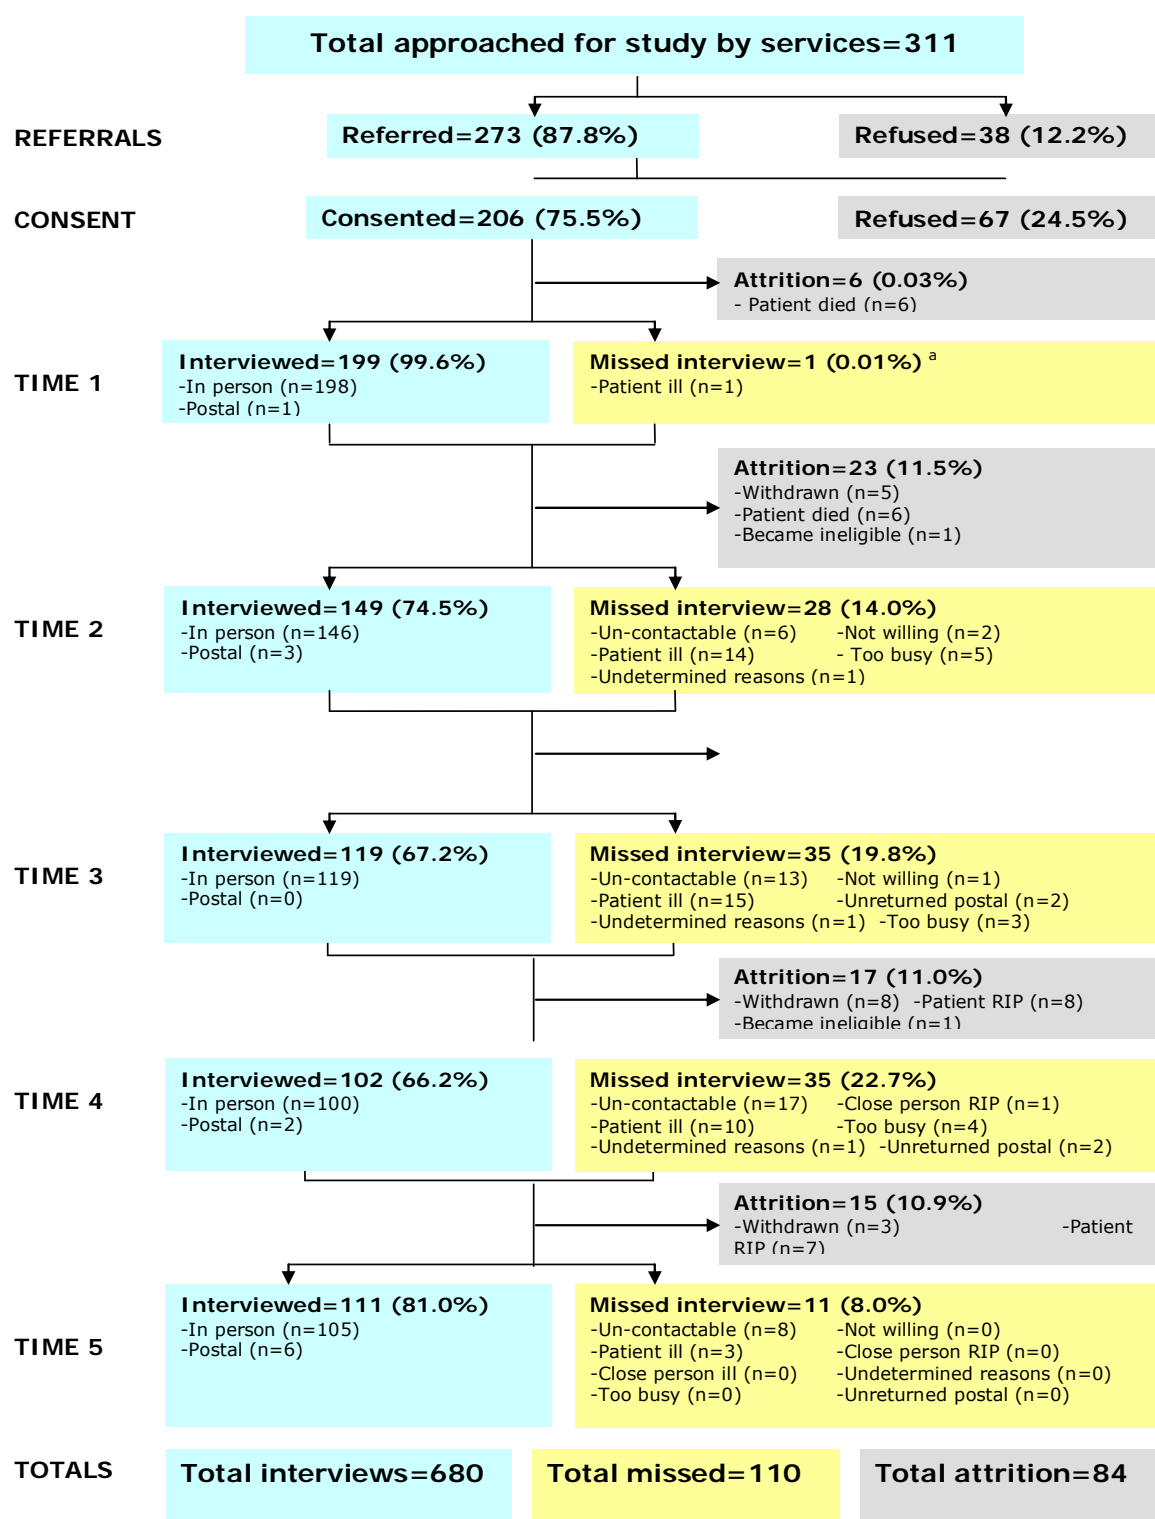 Total approached for study by services=311
REFERRALS
Referred=273 (87.8%)
Refused=38 (12.2%)
CONSENT
Consented=206 (75.5%)
Refused=67 (24.5%)
Attrition=6 (0.03%)
- Patient died (n=6)
TIME 1
Interviewed=199 (99.6%)
-In person (n=198)
-Postal (n=1)
Missed interview=1 (0.01%) a
-Patient ill (n=1)
Attrition=23 (11.5%)
-Withdrawn (n=5)
-Patient died (n=6)
-Became ineligible (n=1)
TIME 2
Interviewed=149 (74.5%)
-In person (n=146)
-Postal (n=3)
Missed interview=28 (14.0%)
-Un-contactable (n=6) -Not willing (n=2)
-Patient ill (n=14) - Too busy (n=5)
-Undetermined reasons (n=1)
TIME 3
Interviewed=119 (67.2%)
-In person (n=119)
-Postal (n=0)
Missed interview=35 (19.8%)
-Un-contactable (n=13) -Not willing (n=1)
-Patient ill (n=15) -Unreturned postal (n=2)
-Undetermined reasons (n=1) -Too busy (n=3)
Attrition=17 (11.0%)
-Withdrawn (n=8) -Patient RIP (n=8)
-Became ineligible (n=1)
TIME 4
Interviewed=102 (66.2%)
-In person (n=100)
-Postal (n=2)
Missed interview=35 (22.7%)
-Un-contactable (n=17) -Close person RIP (n=1)
-Patient ill (n=10) -Too busy (n=4)
-Undetermined reasons (n=1) -Unreturned postal (n=2)
Attrition=15 (10.9%)
-Withdrawn (n=3) -Patient
RIP (n=7)
TIME 5
Interviewed=111 (81.0%)
-In person (n=105)
-Postal (n=6)
Missed interview=11 (8.0%)
-Un-contactable (n=8) -Not willing (n=0)
-Patient ill (n=3) -Close person RIP (n=0)
-Close person ill (n=0) -Undetermined reasons (n=0)
-Too busy (n=0) -Unreturned postal (n=0)
TOTALS
Total interviews=680
Total missed=110
Total attrition=84